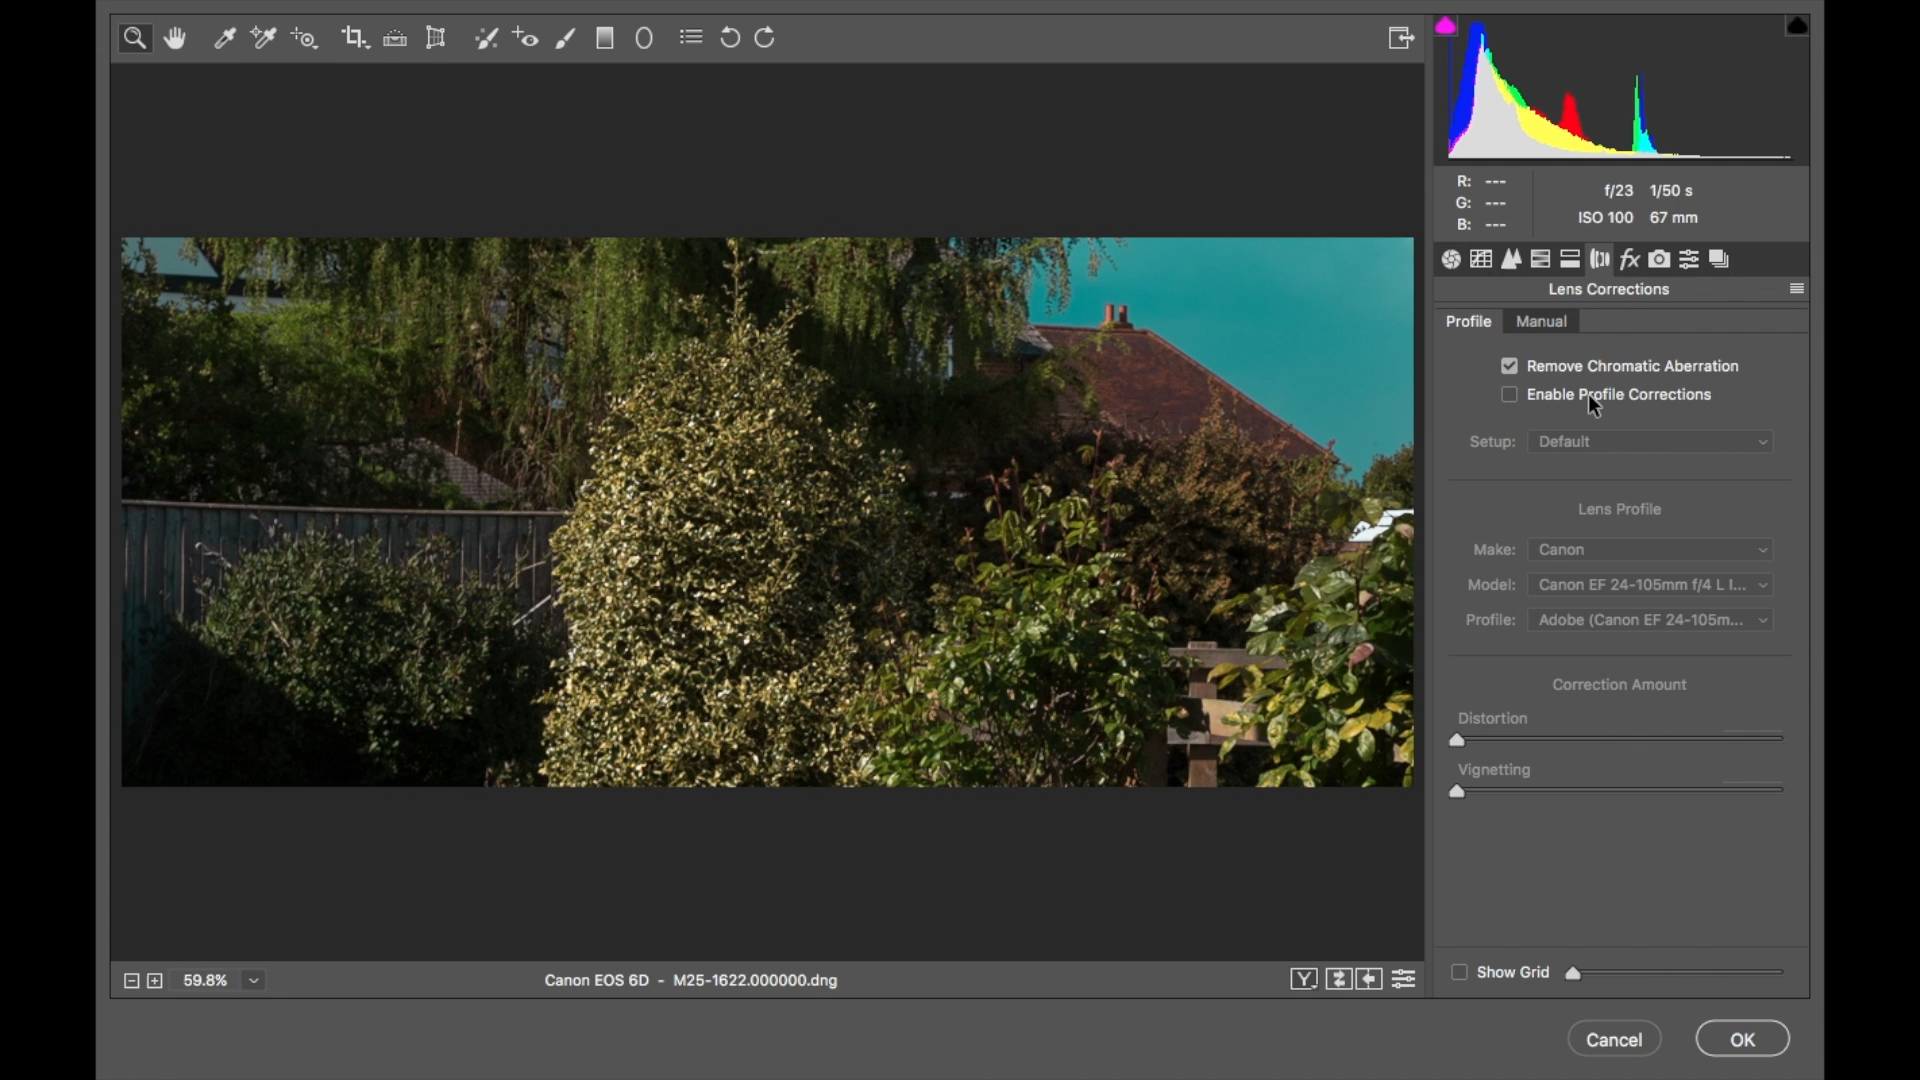 R: ---
G: ---
B: ---
f/23 1/50 s
ISO 100 67 mm
fx
Lens Corrections
Profile Manual
Remove Chromatic Aberration
Enable Profile Corrections
Setup: Default
Lens Profile
Make: Canon
Model: Canon EF 24-105mm f/4 L I...
Profile: Adobe (Canon EF 24-105m...
Correction Amount
Distortion
Vignetting
Show Grid
59.8%
Canon EOS 6D - M25-1622.000000.dng
Y
Cancel OK